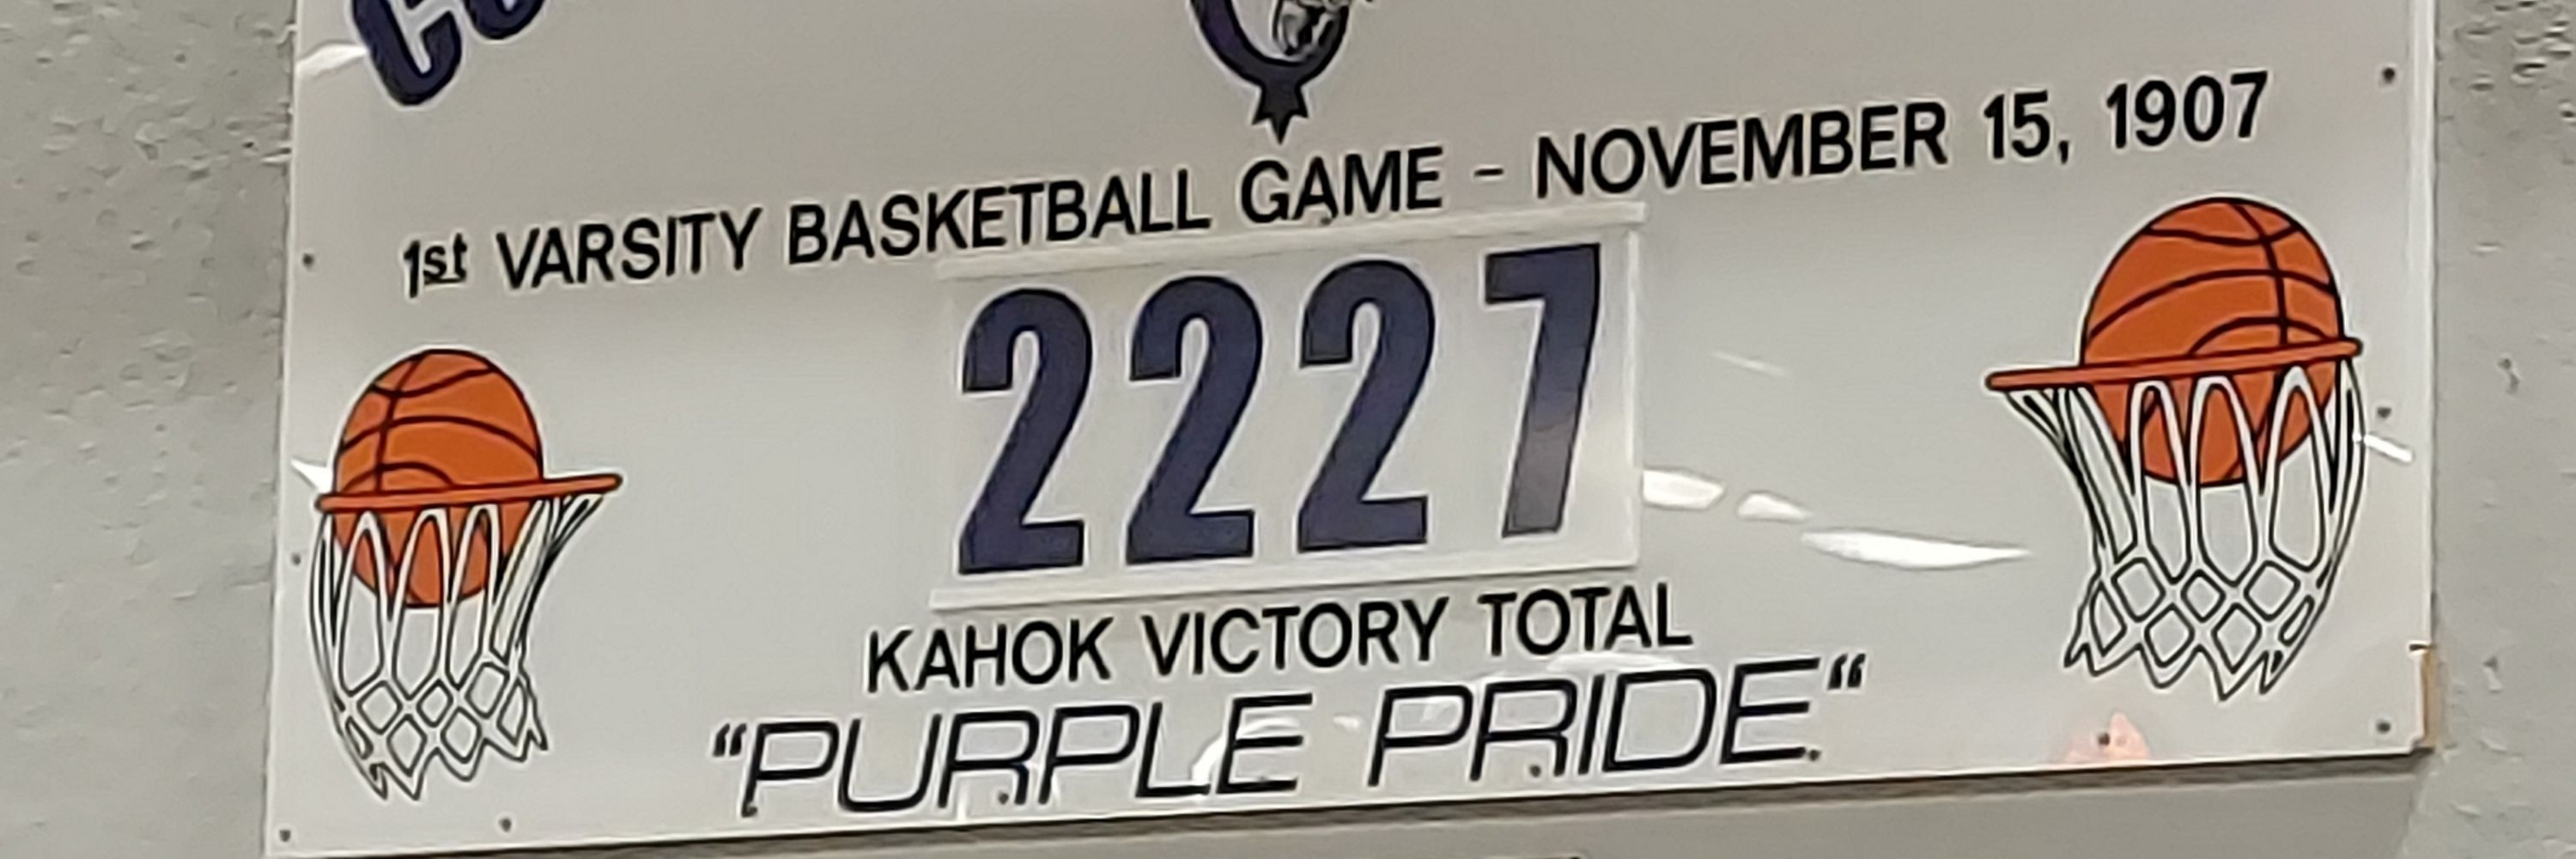 1st VARSITY BASKETBALL GAME - NOVEMBER 15, 1907
2227
KAHOK VICTORY TOTAL
“PURPLE PRIDE“